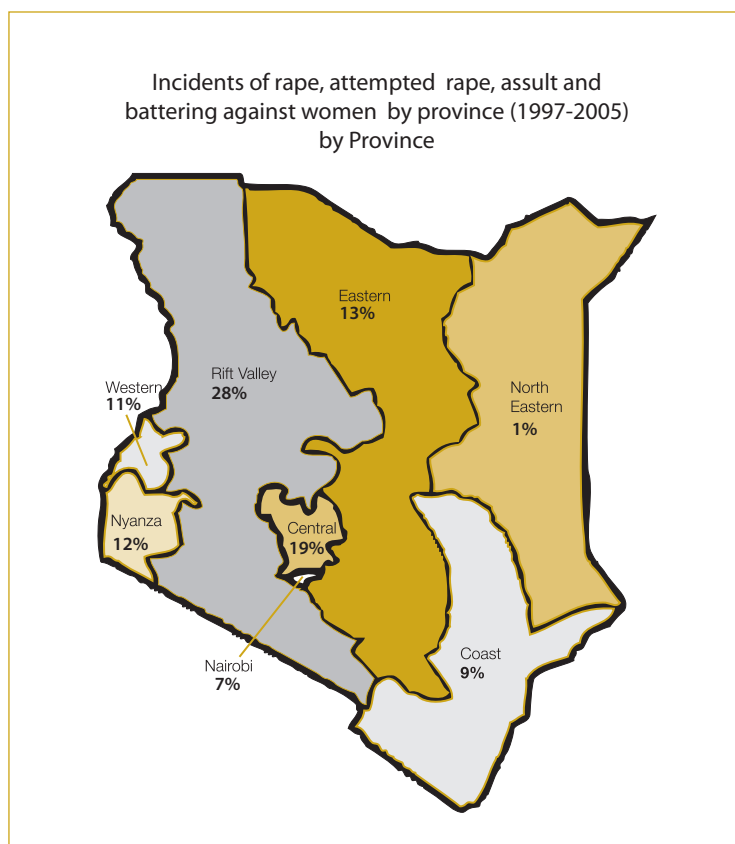 Incidents of rape, attempted rape, assult and
battering against women by province (1997-2005)
by Province
Eastern
13%
Rift Valley
28%
Western
11%
North
Eastern
1%
Nyanza
12%
Central
19%
Coast
9%
Nairobi
7%